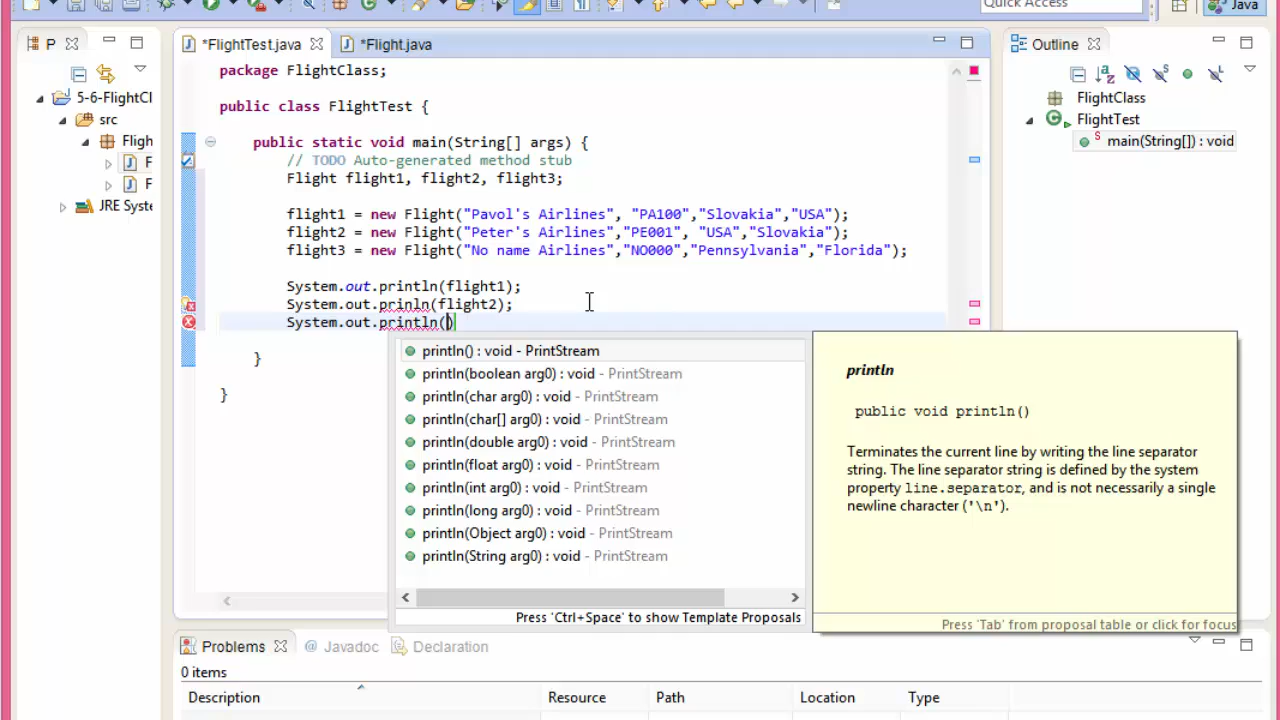 Quick Access
Java
P
*FlightTest.java
*Flight.java
Outline
package FlightClass;
public class FlightTest {
public static void main(String[] args) {
// TODO Auto-generated method stub
Flight flight1, flight2, flight3;
flight1 = new Flight("Pavol's Airlines", "PA100","Slovakia","USA");
flight2 = new Flight("Peter's Airlines","PE001", "USA","Slovakia");
flight3 = new Flight("No name Airlines","NO000","Pennsylvania","Florida");
System.out.println(flight1);
System.out.prinln(flight2);
System.out.println()
}
}
5-6-FlightCl
src
Fligh
F
F
JRE Syste
FlightClass
FlightTest
main(String[]) : void
println() : void - PrintStream
println(boolean arg0) : void - PrintStream
println(char arg0) : void - PrintStream
println(char[] arg0) : void - PrintStream
println(double arg0) : void - PrintStream
println(float arg0) : void - PrintStream
println(int arg0) : void - PrintStream
println(long arg0) : void - PrintStream
println(Object arg0) : void - PrintStream
println(String arg0) : void - PrintStream
Press 'Ctrl+Space' to show Template Proposals
println
public void println()
Terminates the current line by writing the line separator
string. The line separator string is defined by the system
property line.separator, and is not necessarily a single
newline character ('\n').
Press 'Tab' from proposal table or click for focus
Problems
@ Javadoc
Declaration
0 items
Description
Resource
Path
Location
Type